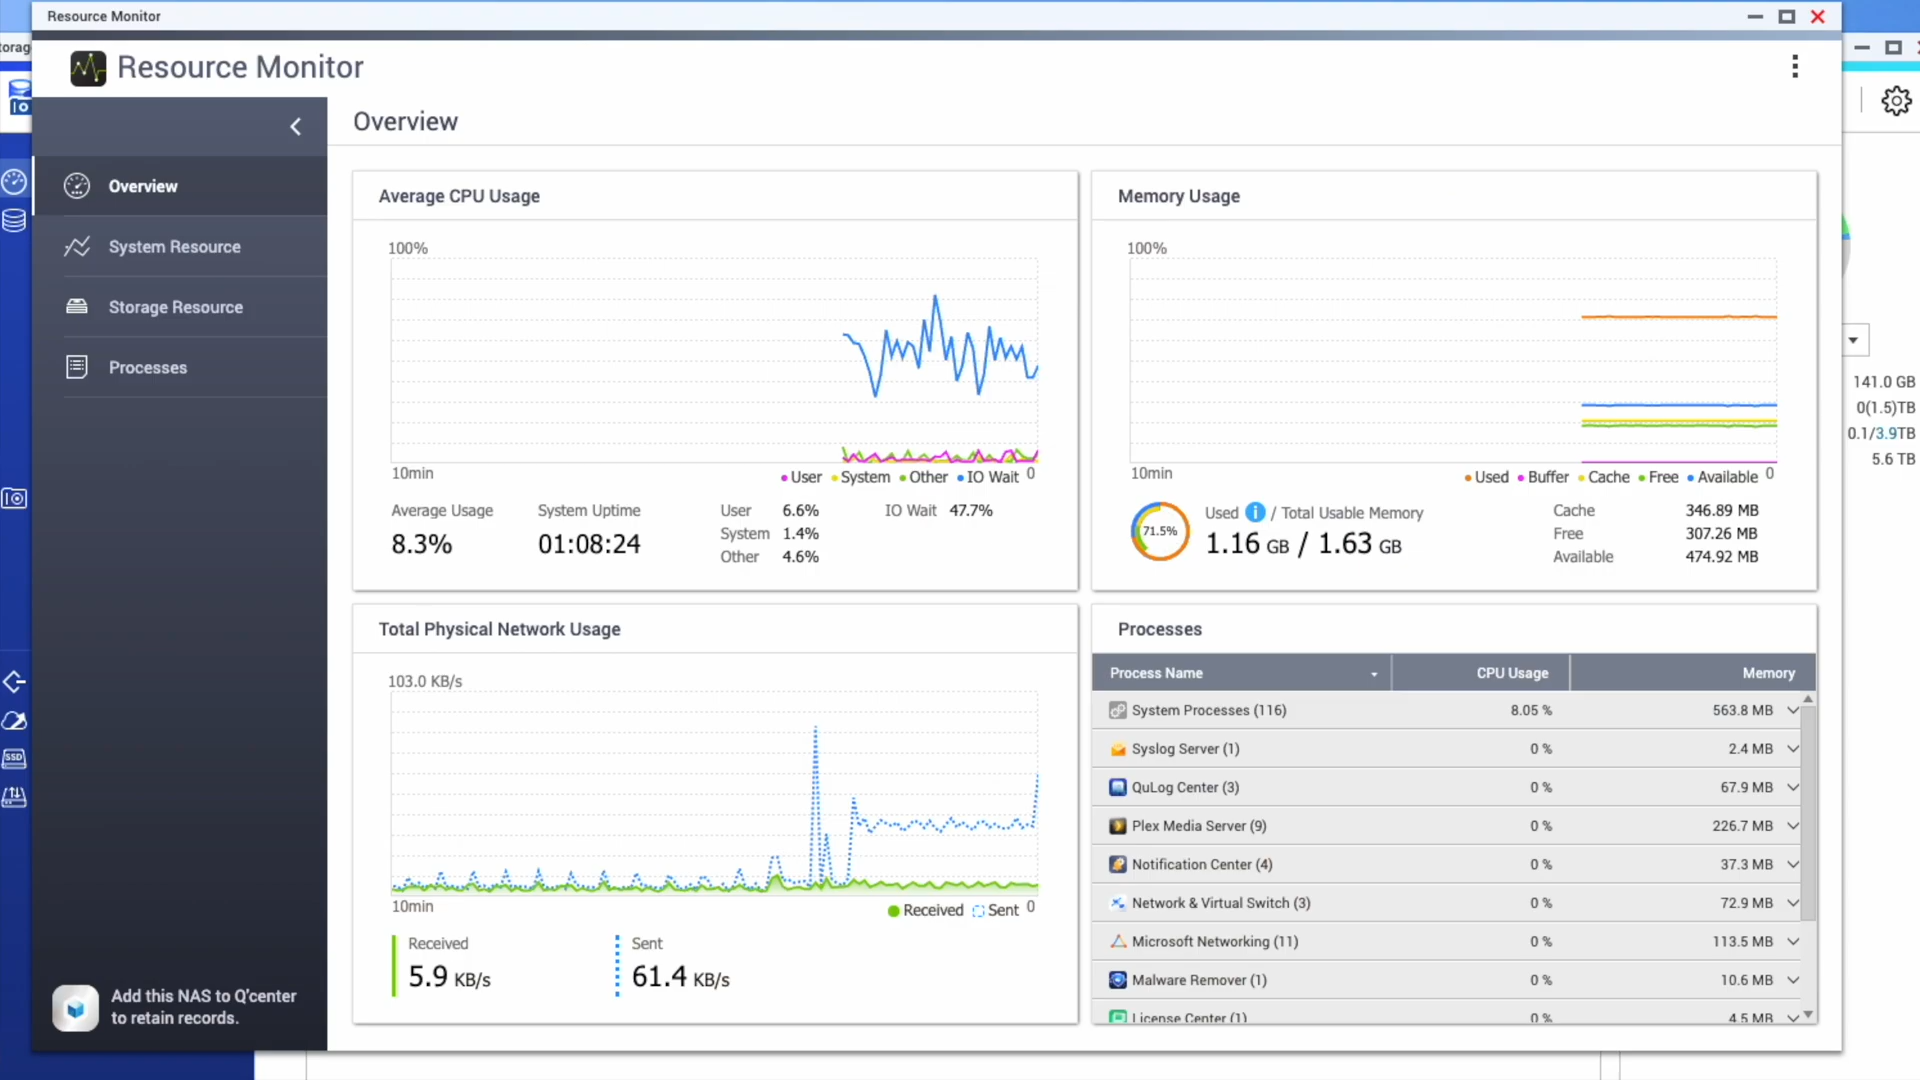 Resource Monitor
Resource Monitor
Overview
Overview
System Resource
Storage Resource
Processes
Add this NAS to Q'center
to retain records.
Average CPU Usage
100%
10min
User System Other IO Wait 0
Average Usage
8.3%
System Uptime
01:08:24
User 6.6%
System 1.4%
Other 4.6%
IO Wait 47.7%
Memory Usage
100%
10min
Used Buffer Cache Free Available 0
71.5%
Used i / Total Usable Memory
1.16 GB / 1.63 GB
Cache 346.89 MB
Free 307.26 MB
Available 474.92 MB
Total Physical Network Usage
103.0 KB/s
10min
Received Sent 0
Received
5.9 KB/s
Sent
61.4 KB/s
Processes
Process Name CPU Usage Memory
System Processes (116) 8.05 % 563.8 MB
Syslog Server (1) 0 % 2.4 MB
QuLog Center (3) 0 % 67.9 MB
Plex Media Server (9) 0 % 226.7 MB
Notification Center (4) 0 % 37.3 MB
Network & Virtual Switch (3) 0 % 72.9 MB
Microsoft Networking (11) 0 % 113.5 MB
Malware Remover (1) 0 % 10.6 MB
License Center (1) 0 % 4.5 MB
torag
SSD
141.0 GB
0(1.5)TB
0.1/3.9TB
5.6 TB